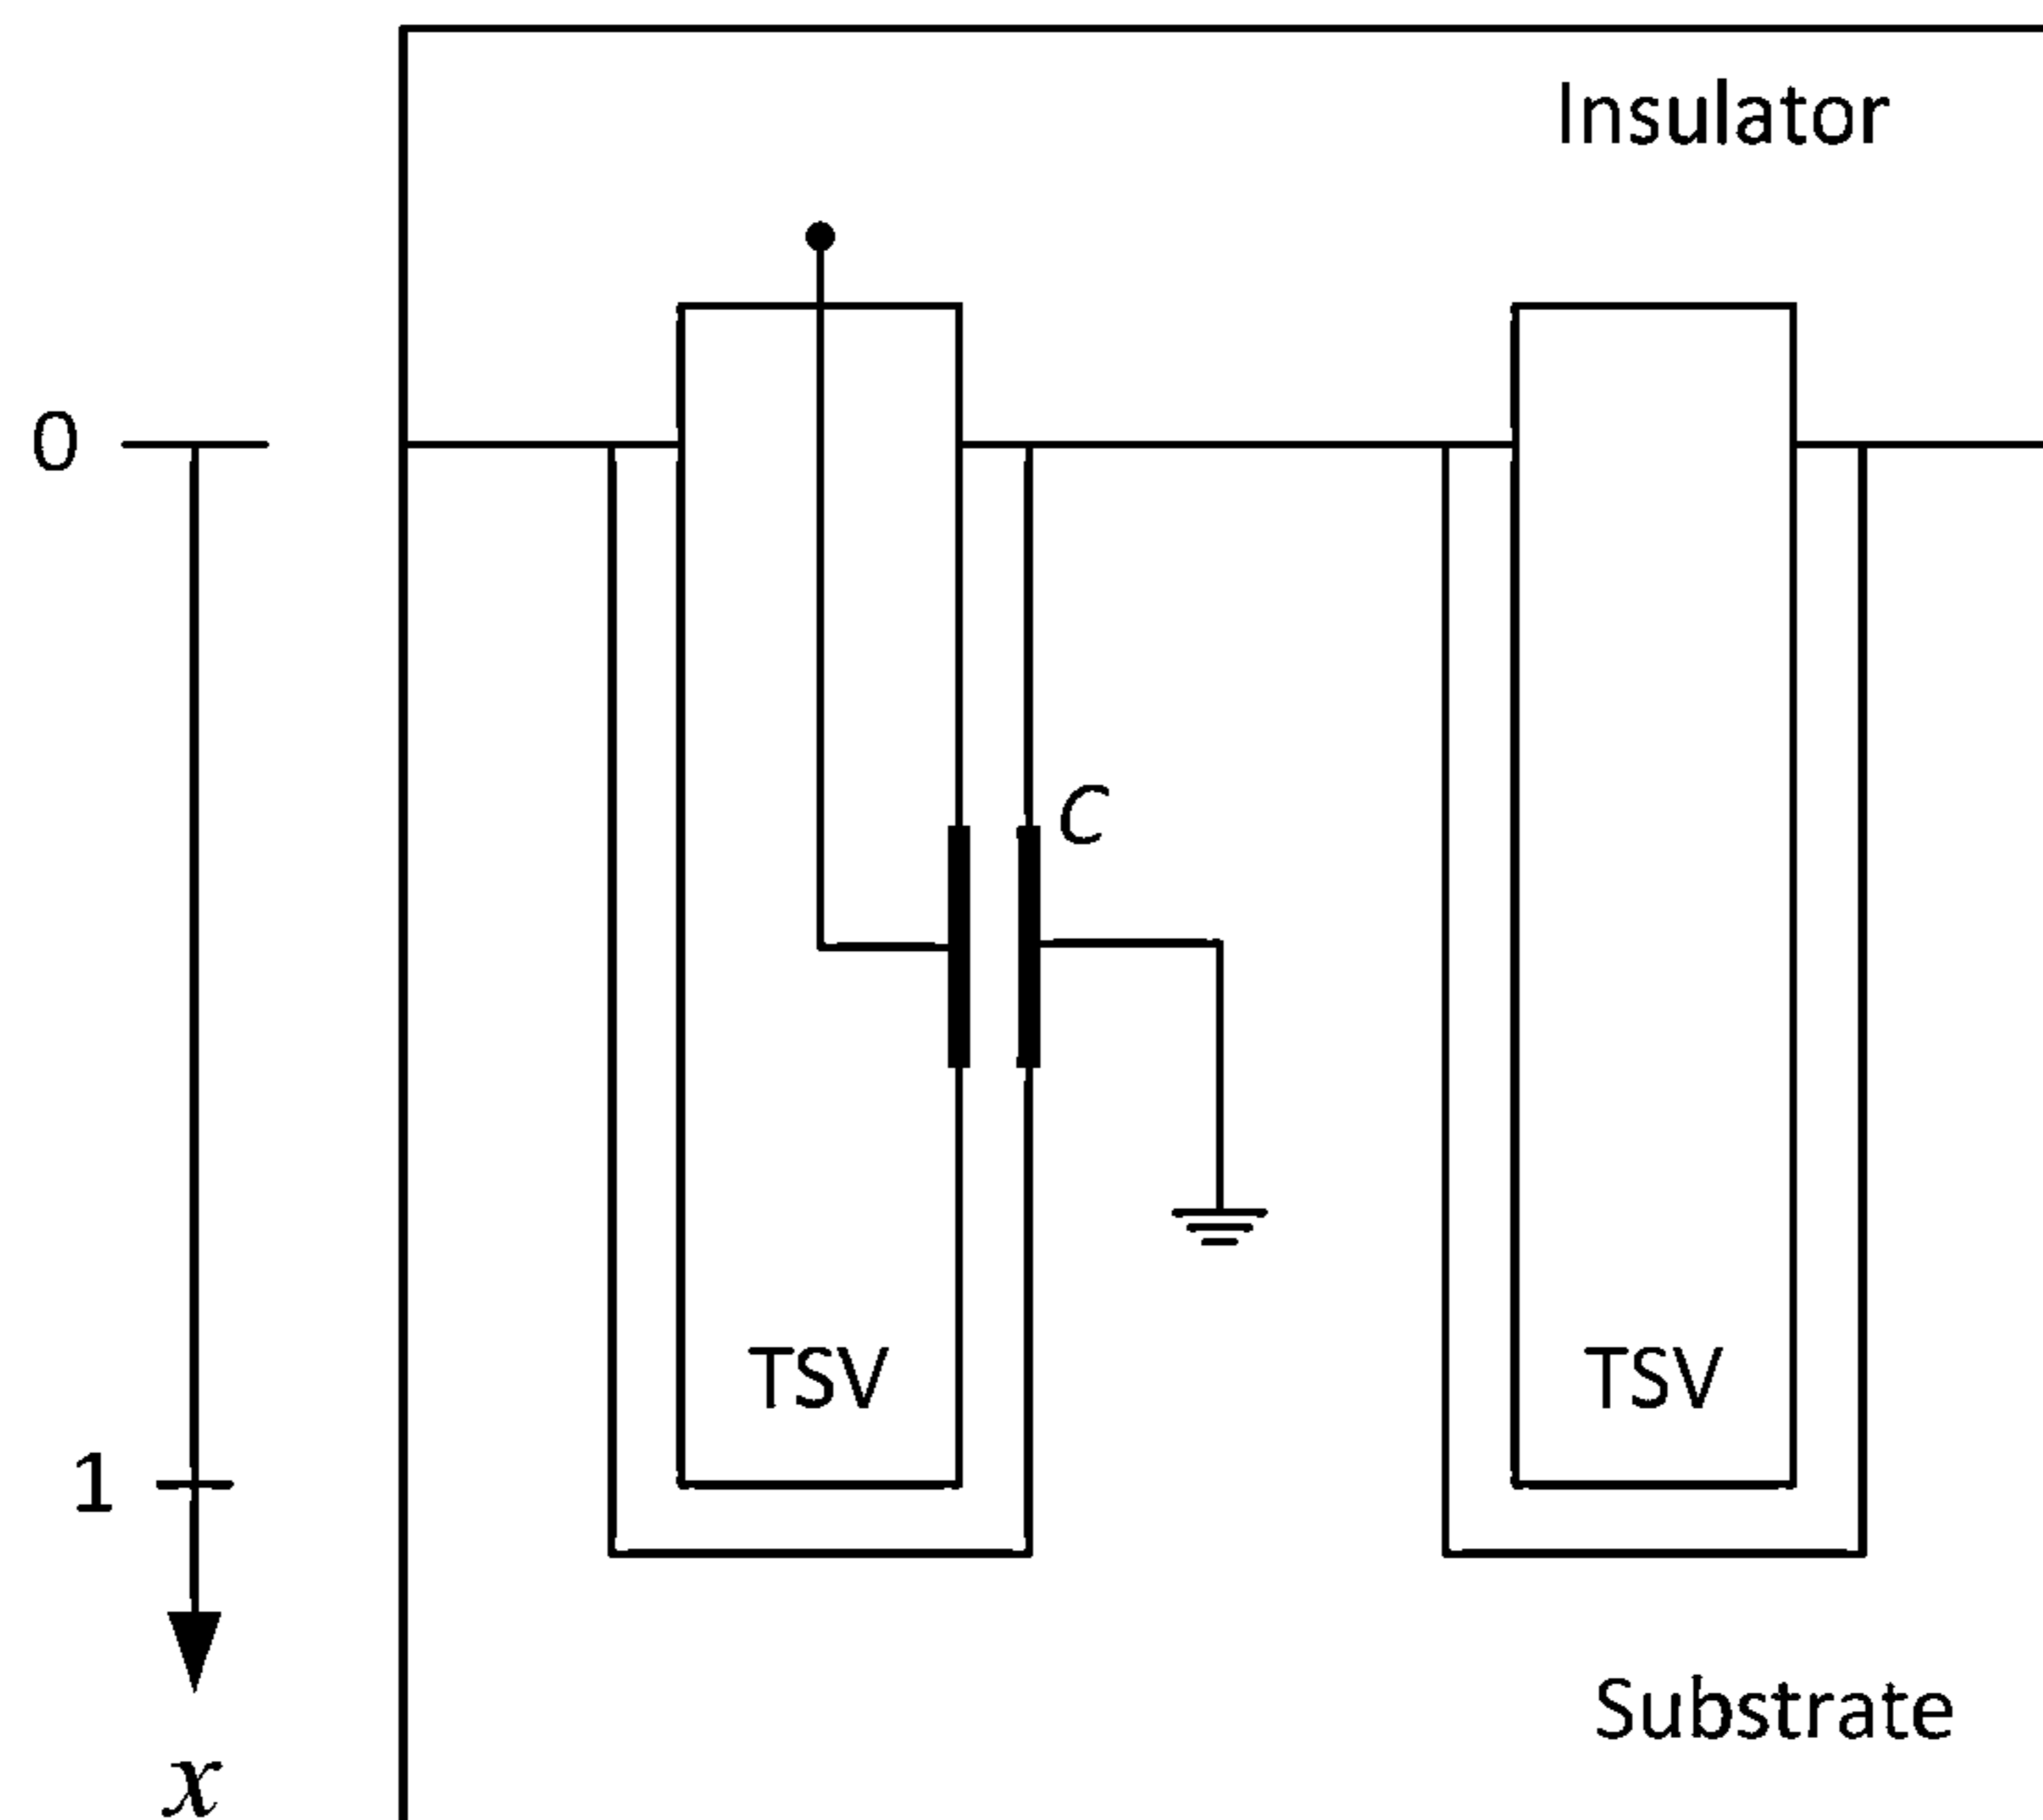 Insulator
0
C
TSV
TSV
1
Substrate
x